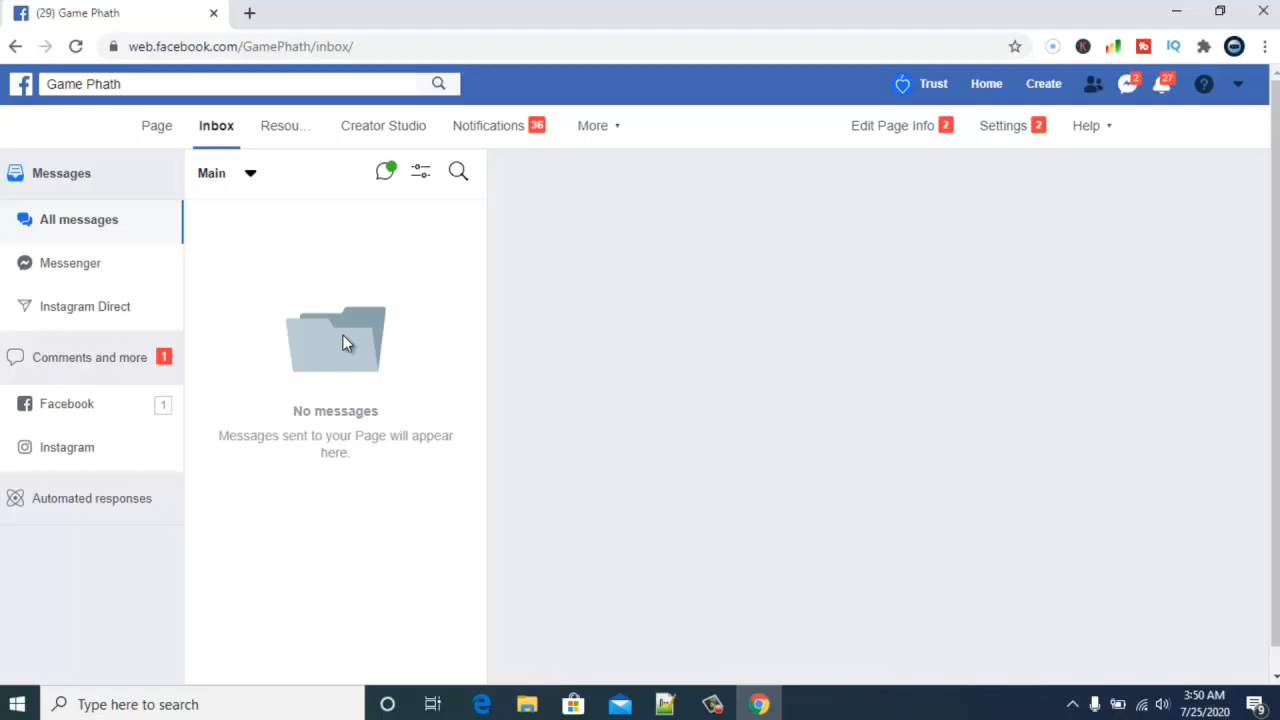 (29) Game Phath
web.facebook.com/GamePhath/inbox/
Game Phath
Trust
Home
Create
2
27
Page
Inbox
Resou...
Creator Studio
Notifications 36
More
Edit Page Info 2
Settings 2
Help
Messages
All messages
Messenger
Instagram Direct
Comments and more 1
Facebook 1
Instagram
Automated responses
Main
No messages
Messages sent to your Page will appear
here.
Type here to search
3:50 AM
7/25/2020
9